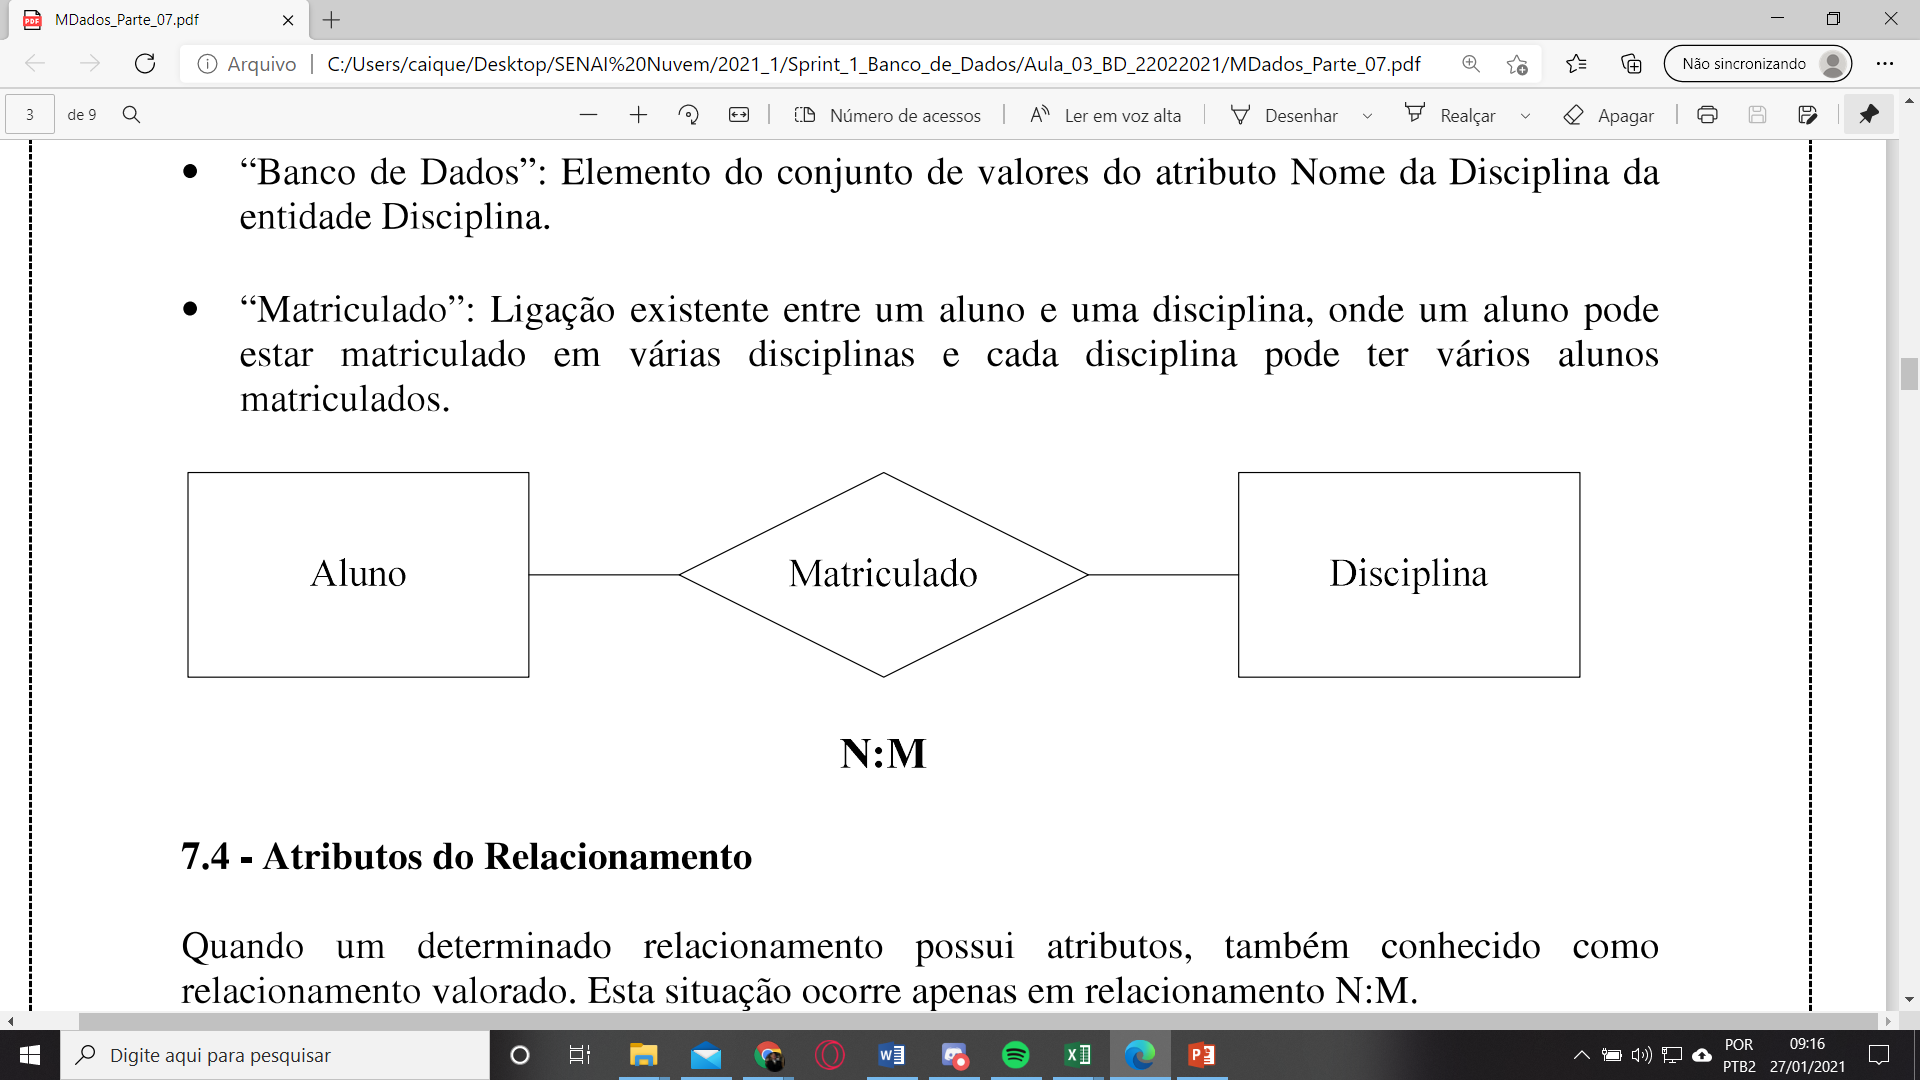 MDados_Parte_07.pdf
Arquivo
C:/Users/caique/Desktop/SENAI%20Nuvem/2021_1/Sprint_1_Banco_de_Dados/Aula_03_BD_22022021/MDados_Parte_07.pdf
Não sincronizando
3 de 9
Número de acessos
Ler em voz alta
Desenhar
Realçar
Apagar
• “Banco de Dados”: Elemento do conjunto de valores do atributo Nome da Disciplina da
entidade Disciplina.
• “Matriculado”: Ligação existente entre um aluno e uma disciplina, onde um aluno pode
estar matriculado em várias disciplinas e cada disciplina pode ter vários alunos
matriculados.
Aluno
Matriculado
Disciplina
N:M
7.4 - Atributos do Relacionamento
Quando um determinado relacionamento possui atributos, também conhecido como
relacionamento valorado. Esta situação ocorre apenas em relacionamento N:M.
Digite aqui para pesquisar
POR
PTB2
09:16
27/01/2021